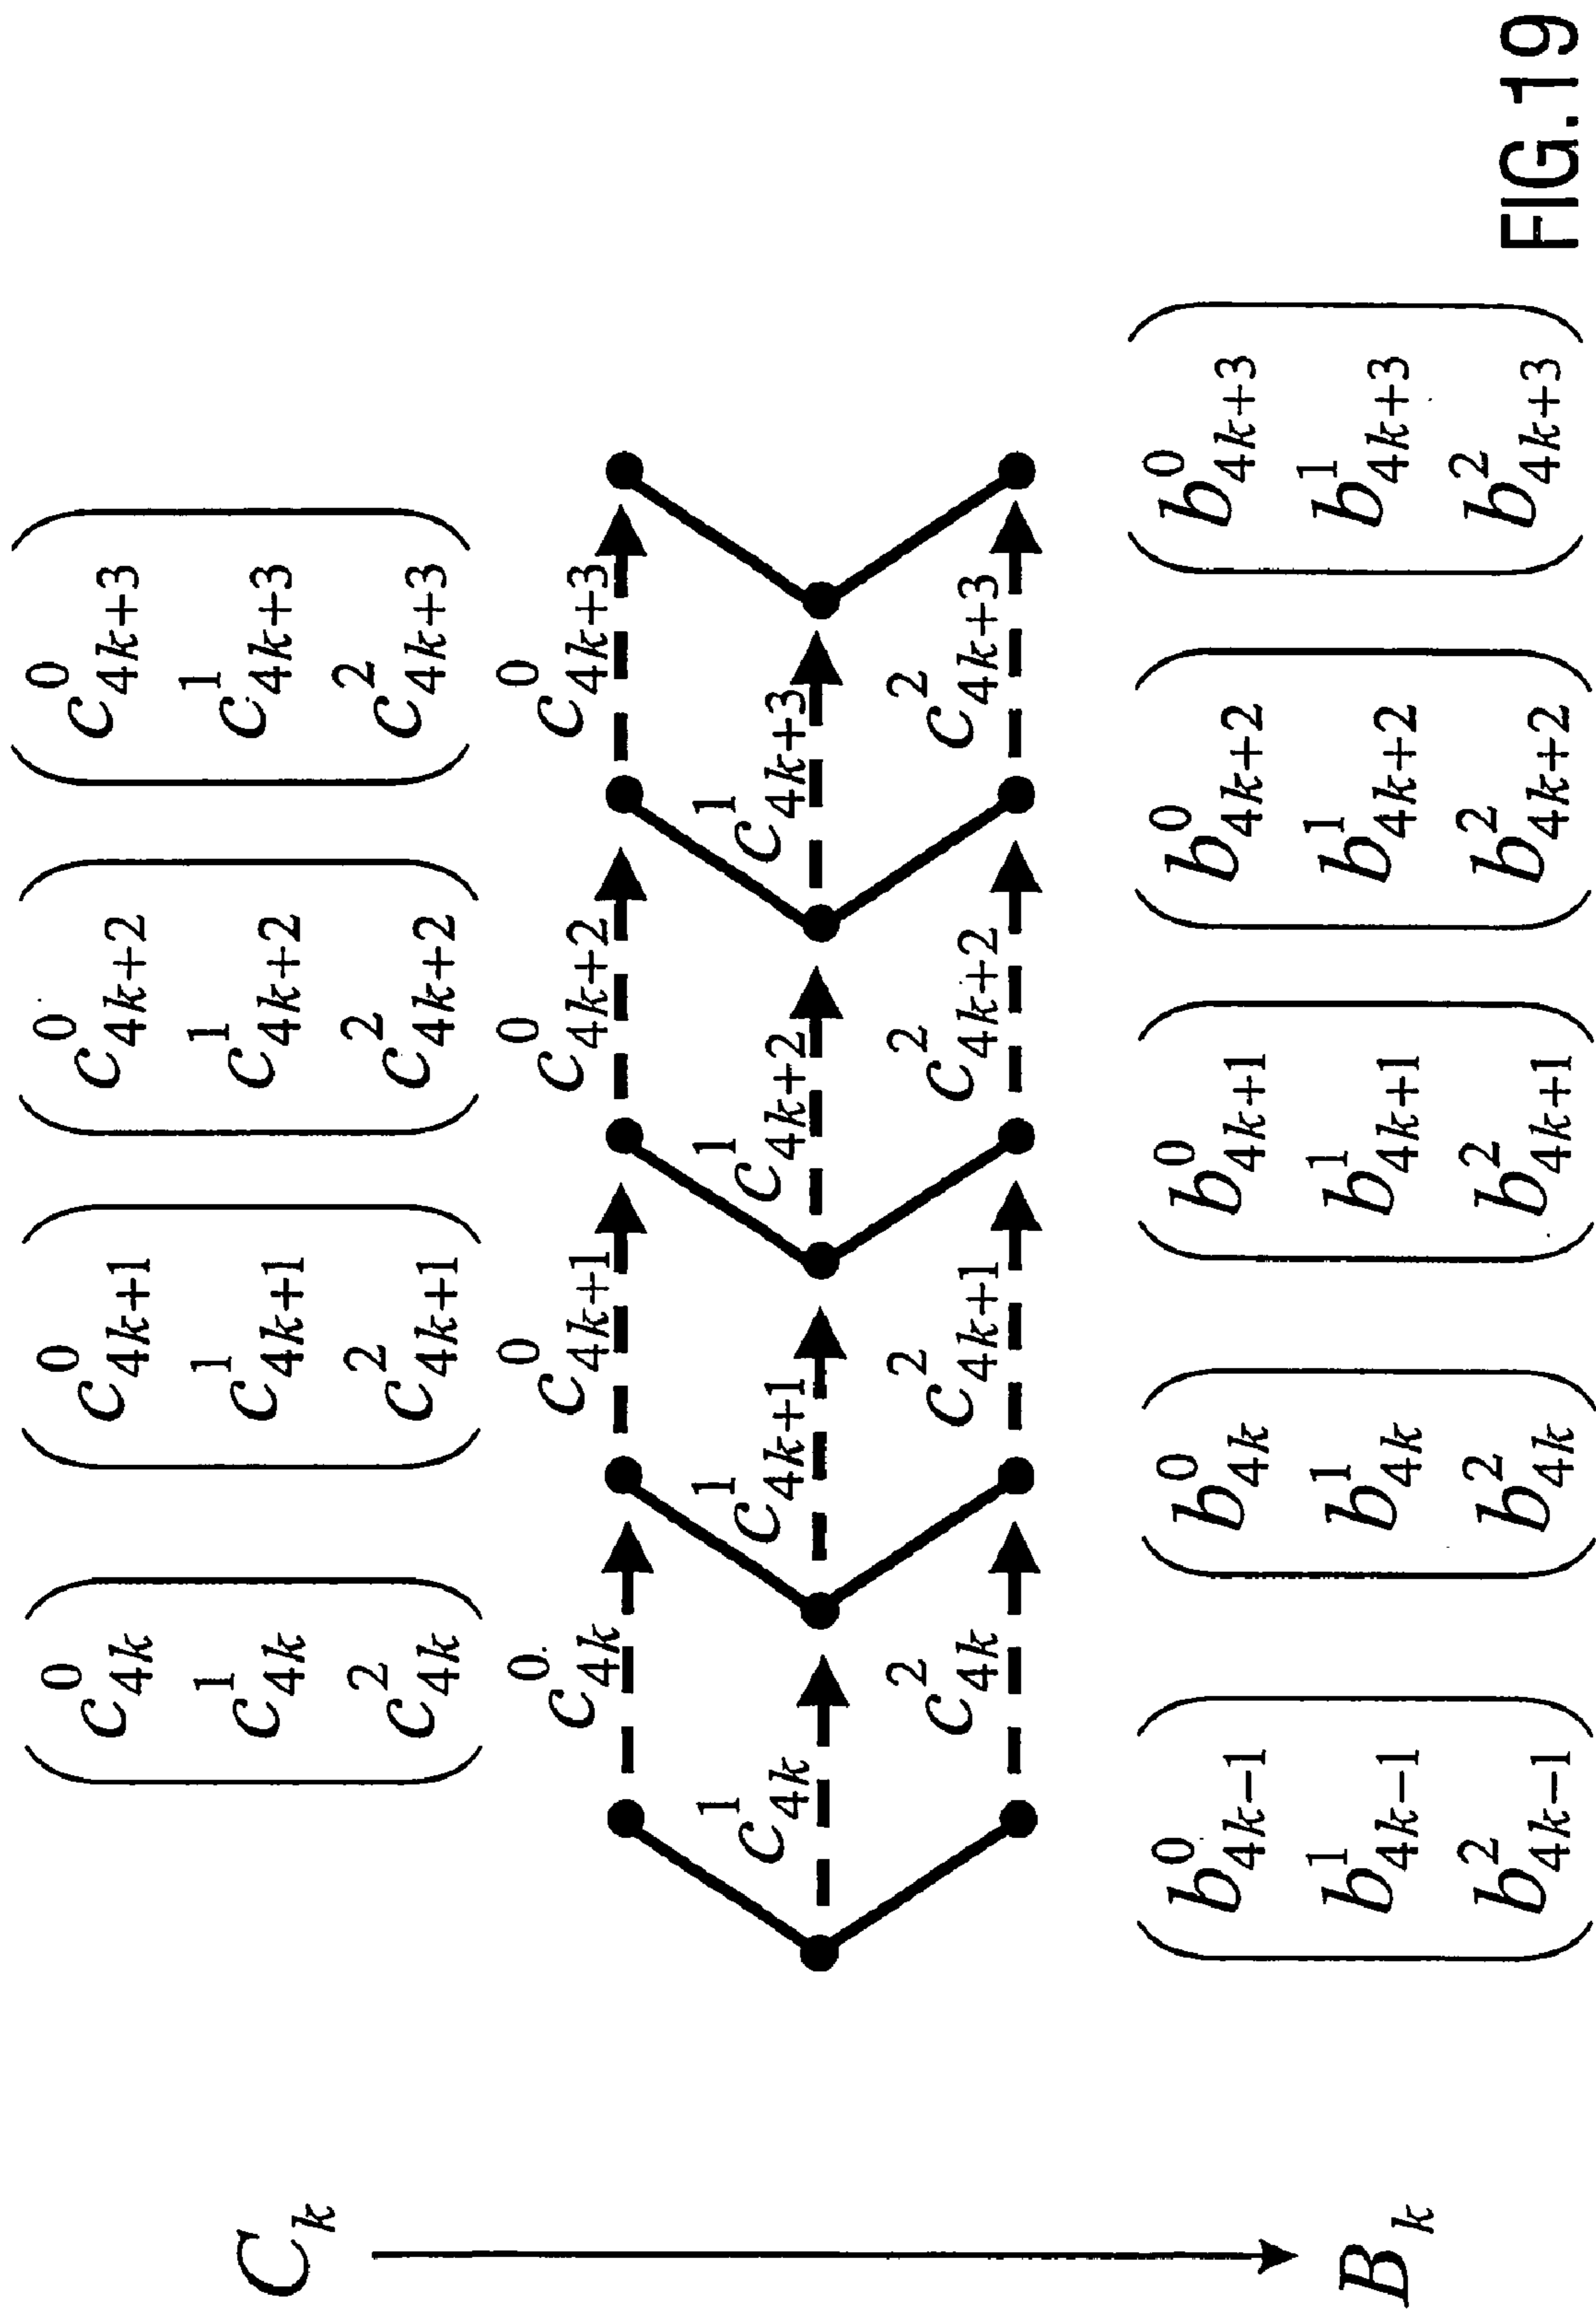 C_k
B_k
c^0_{4k}
c^1_{4k}
c^2_{4k}
c^0_{4k+1}
c^1_{4k+1}
c^2_{4k+1}
c^0_{4k+2}
c^1_{4k+2}
c^2_{4k+2}
c^0_{4k+3}
c^1_{4k+3}
c^2_{4k+3}
c^0_{4k}
c^0_{4k+1}
c^0_{4k+2}
c^0_{4k+3}
c^1_{4k}
c^1_{4k+1}
c^1_{4k+2}
c^1_{4k+3}
c^2_{4k}
c^2_{4k+1}
c^2_{4k+2}
c^2_{4k+3}
b^0_{4k-1}
b^1_{4k-1}
b^2_{4k-1}
b^0_{4k}
b^1_{4k}
b^2_{4k}
b^0_{4k+1}
b^1_{4k+1}
b^2_{4k+1}
b^0_{4k+2}
b^1_{4k+2}
b^2_{4k+2}
b^0_{4k+3}
b^1_{4k+3}
b^2_{4k+3}
FIG.19